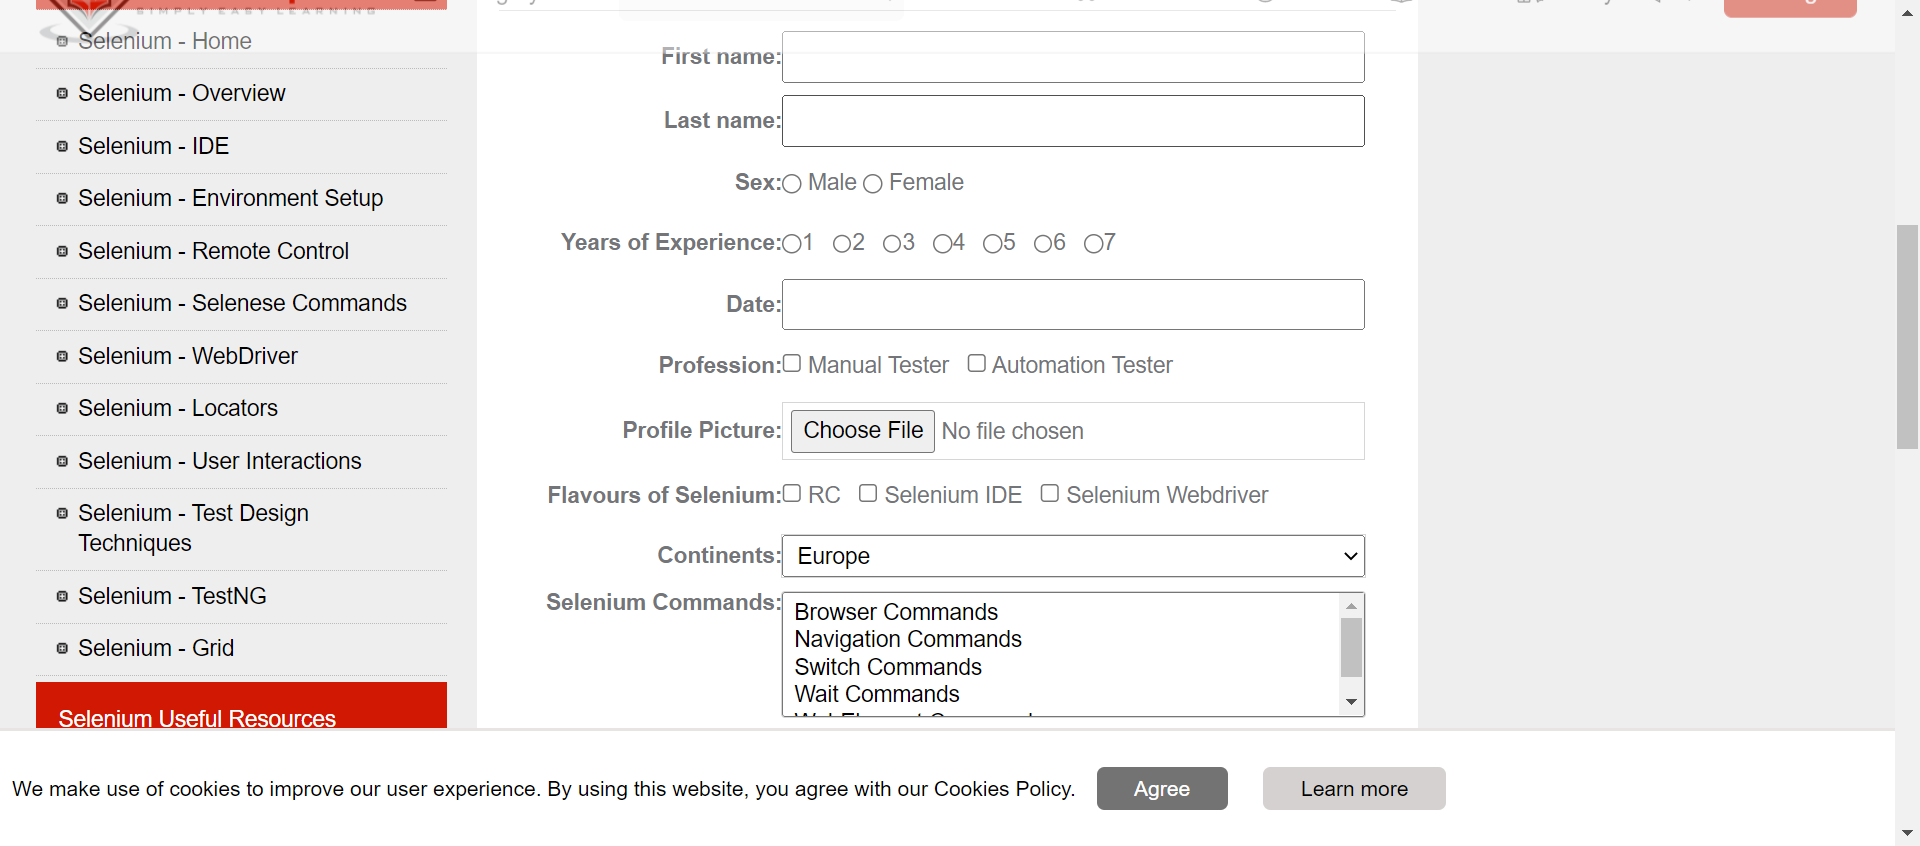 SIMPLY EASY LEARNING
Selenium - Home
Selenium - Overview
Selenium - IDE
Selenium - Environment Setup
Selenium - Remote Control
Selenium - Selenese Commands
Selenium - WebDriver
Selenium - Locators
Selenium - User Interactions
Selenium - Test Design
Techniques
Selenium - TestNG
Selenium - Grid
Selenium Useful Resources
First name:
Last name:
Sex: Male Female
Years of Experience: 1 2 3 4 5 6 7
Date:
Profession: Manual Tester Automation Tester
Profile Picture: Choose File No file chosen
Flavours of Selenium: RC Selenium IDE Selenium Webdriver
Continents: Europe
Selenium Commands: Browser Commands
Navigation Commands
Switch Commands
Wait Commands
We make use of cookies to improve our user experience. By using this website, you agree with our Cookies Policy. Agree Learn more